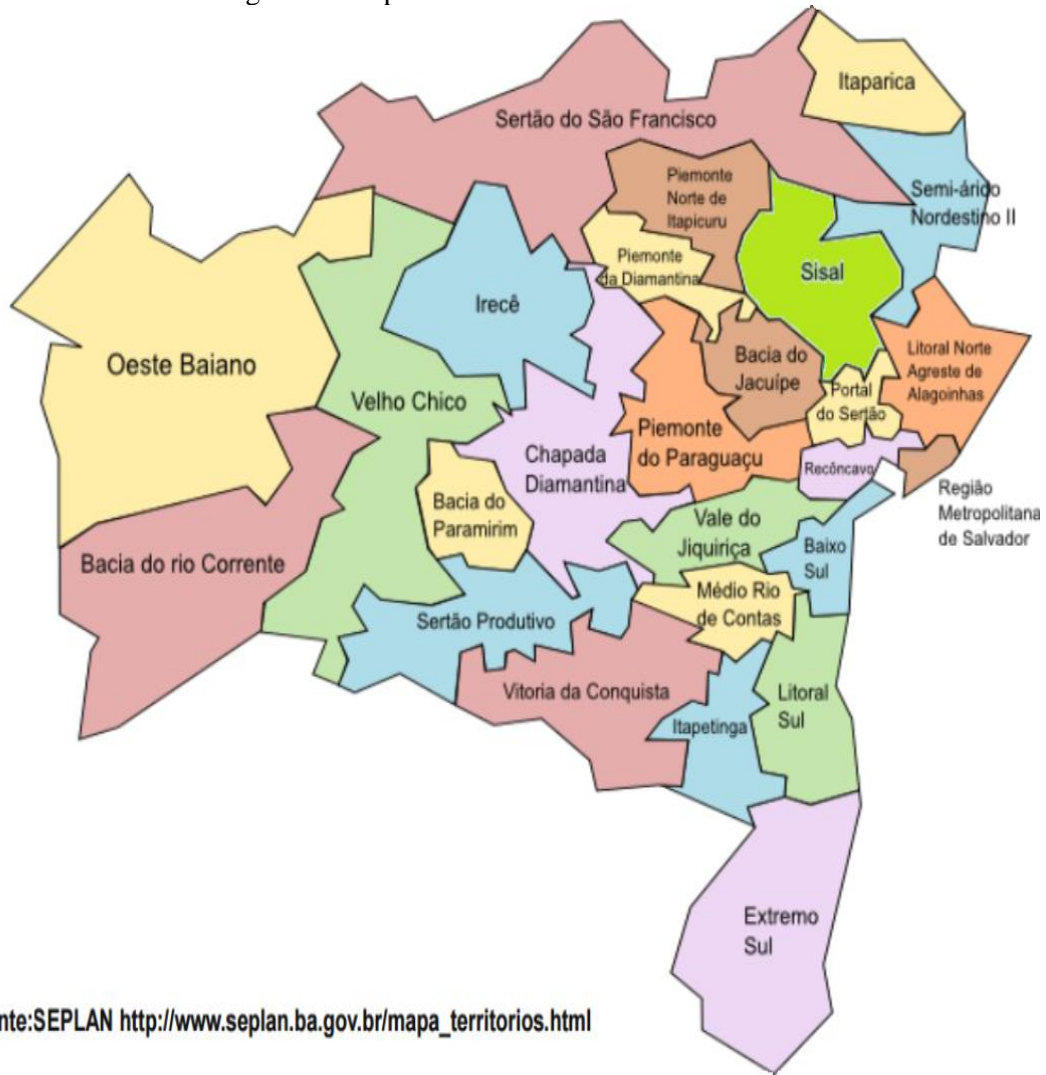 Itaparica
Sertão do São Francisco
Piemonte
Norte de
Itapicuru
Semi-árido
Nordestino II
Piemonte
da Diamantina
Sisal
Irecê
Oeste Baiano
Bacia do
Jacuípe
Litoral Norte
Agreste de
Alagoinhas
Velho Chico
Portal
do Sertão
Piemonte
do Paraguaçu
Chapada
Diamantina
Recôncavo
Região
Metropolitana
de Salvador
Bacia do
Paramirim
Vale do
Jiquiriça
Baixo
Sul
Bacia do rio Corrente
Médio Rio
de Contas
Sertão Produtivo
Vitoria da Conquista
Litoral
Sul
Itapetinga
Extremo
Sul
nte:SEPLAN http://www.seplan.ba.gov.br/mapa_territorios.html